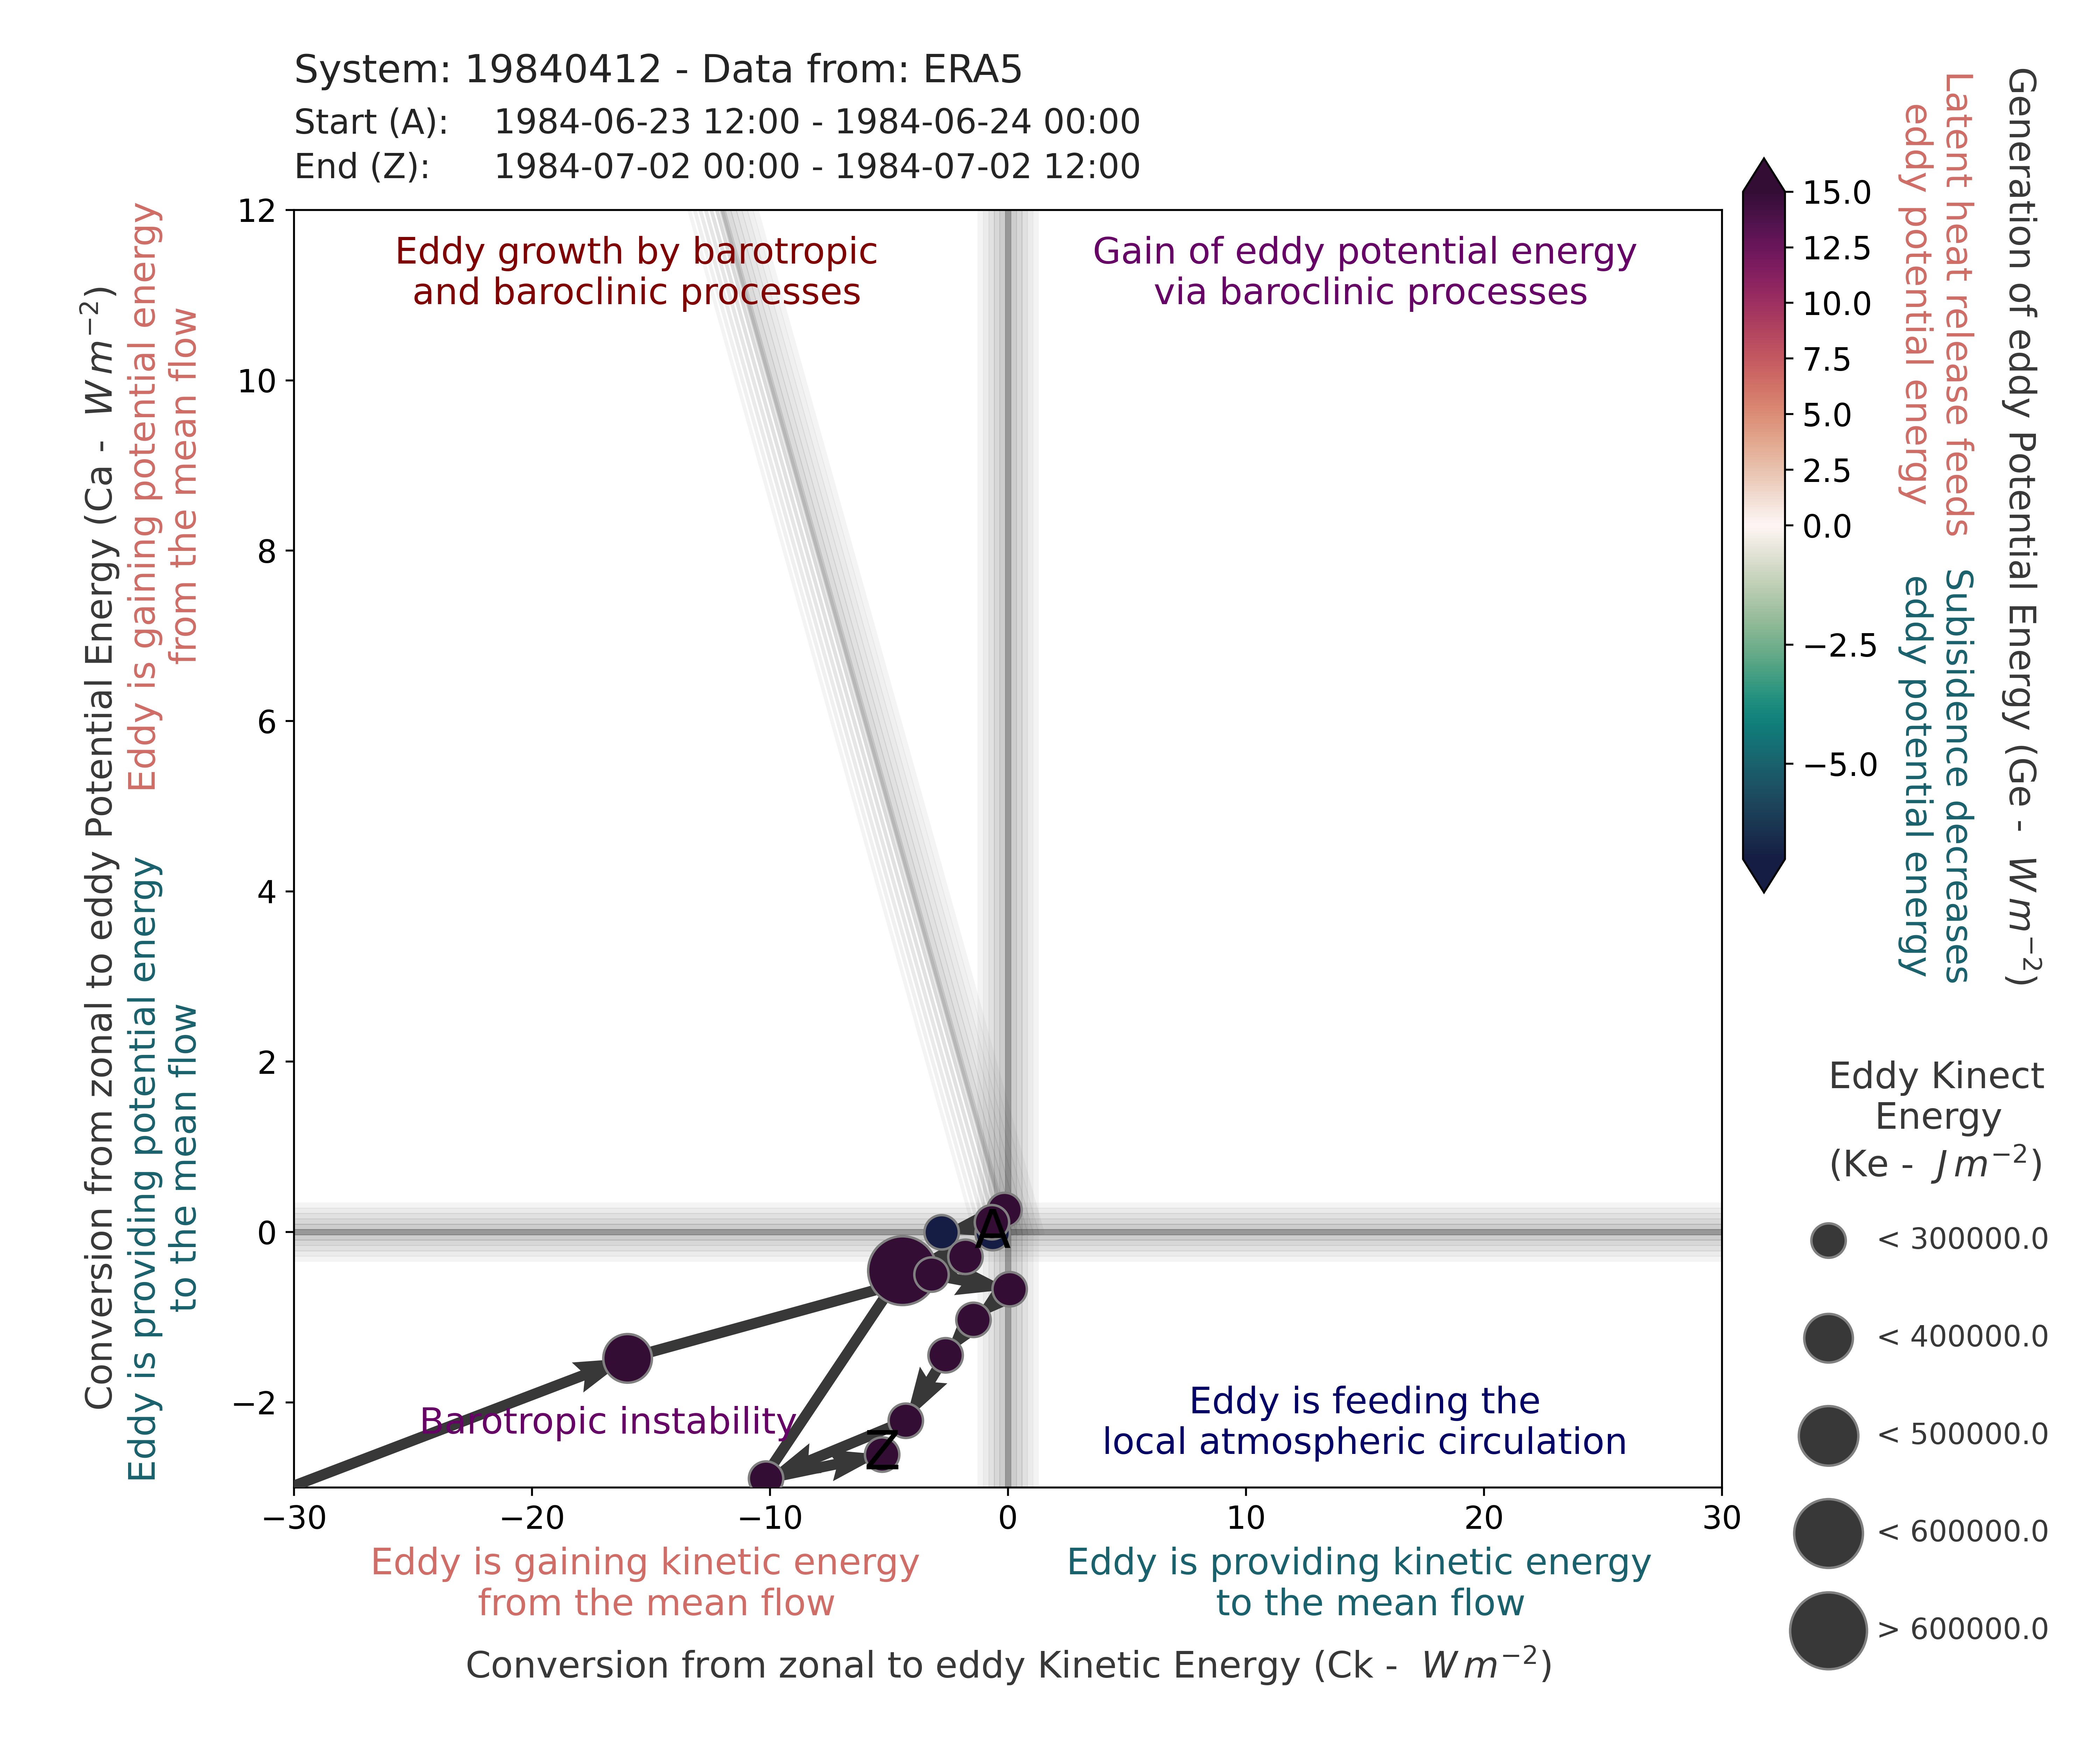 System: 19840412 - Data from: ERA5
Start (A): 1984-06-23 12:00 - 1984-06-24 00:00
End (Z): 1984-07-02 00:00 - 1984-07-02 12:00
Conversion from zonal to eddy Potential Energy (Ca - W m⁻²)
Eddy is gaining potential energy
from the mean flow
Eddy is providing potential energy
to the mean flow
12
10
8
6
4
2
0
−2
Eddy growth by barotropic
and baroclinic processes
Gain of eddy potential energy
via baroclinic processes
A
Z
Barotropic instability
Eddy is feeding the
local atmospheric circulation
−30
−20
−10
0
10
20
30
Eddy is gaining kinetic energy
from the mean flow
Eddy is providing kinetic energy
to the mean flow
Conversion from zonal to eddy Kinetic Energy (Ck - W m⁻²)
15.0
12.5
10.0
7.5
5.0
2.5
0.0
−2.5
−5.0
Latent heat release feeds
eddy potential energy
Subisidence decreases
eddy potential energy
Generation of eddy Potential Energy (Ge - W m⁻²)
Eddy Kinect
Energy
(Ke - J m⁻²)
< 300000.0
< 400000.0
< 500000.0
< 600000.0
> 600000.0